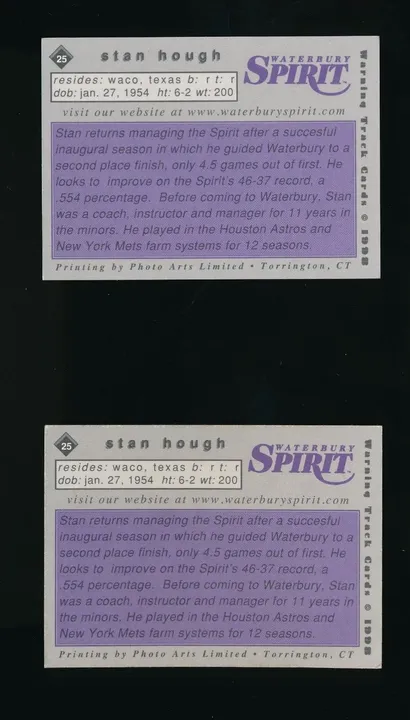 25
stan hough
WATERBURY
SPIRIT
resides: waco, texas b: r t: r
dob: jan. 27, 1954 ht: 6-2 wt: 200
visit our website at www.waterburyspirit.com
Stan returns managing the Spirit after a succesful
inaugural season in which he guided Waterbury to a
second place finish, only 4.5 games out of first. He
looks to improve on the Spirit's 46-37 record, a
.554 percentage. Before coming to Waterbury, Stan
was a coach, instructor and manager for 11 years in
the minors. He played in the Houston Astros and
New York Mets farm systems for 12 seasons.
Printing by Photo Arts Limited • Torrington, CT
Warning Track Cards © 1998
25
stan hough
WATERBURY
SPIRIT
resides: waco, texas b: r t: r
dob: jan. 27, 1954 ht: 6-2 wt: 200
visit our website at www.waterburyspirit.com
Stan returns managing the Spirit after a succesful
inaugural season in which he guided Waterbury to a
second place finish, only 4.5 games out of first. He
looks to improve on the Spirit's 46-37 record, a
.554 percentage. Before coming to Waterbury, Stan
was a coach, instructor and manager for 11 years in
the minors. He played in the Houston Astros and
New York Mets farm systems for 12 seasons.
Printing by Photo Arts Limited • Torrington, CT
Warning Track Cards © 1998